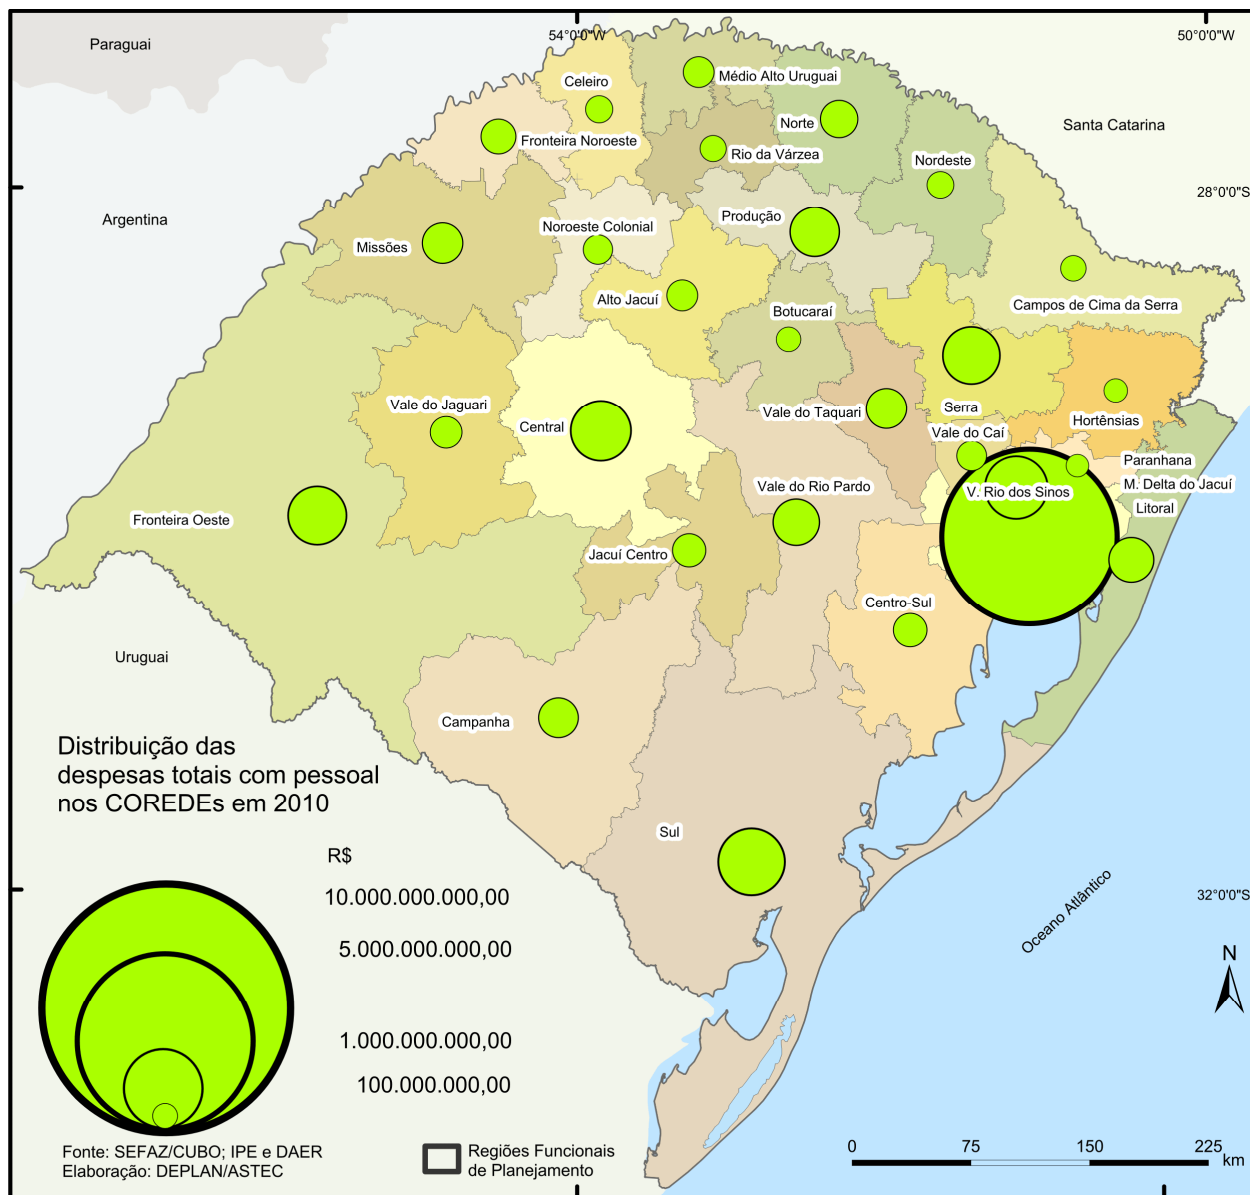 Paraguai
54°0'0"W
50°0'0"W
Celeiro
Médio Alto Uruguai
Norte
Santa Catarina
Fronteira Noroeste
Rio da Várzea
Nordeste
28°0'0"S
Argentina
Produção
Noroeste Colonial
Missões
Alto Jacuí
Botucaraí
Campos de Cima da Serra
Vale do Jaguari
Vale do Taquari
Serra
Hortênsias
Central
Vale do Caí
Paranhana
M. Delta do Jacuí
Vale do Rio Pardo
V. Rio dos Sinos
Litoral
Fronteira Oeste
Jacuí Centro
Centro-Sul
Uruguai
Campanha
Distribuição das
despesas totais com pessoal
nos COREDEs em 2010
Sul
R$
10.000.000.000,00
32°0'0"S
Oceano Atlântico
5.000.000.000,00
N
1.000.000.000,00
100.000.000,00
Fonte: SEFAZ/CUBO; IPE e DAER
Elaboração: DEPLAN/ASTEC
Regiões Funcionais
de Planejamento
0 75 150 225
km